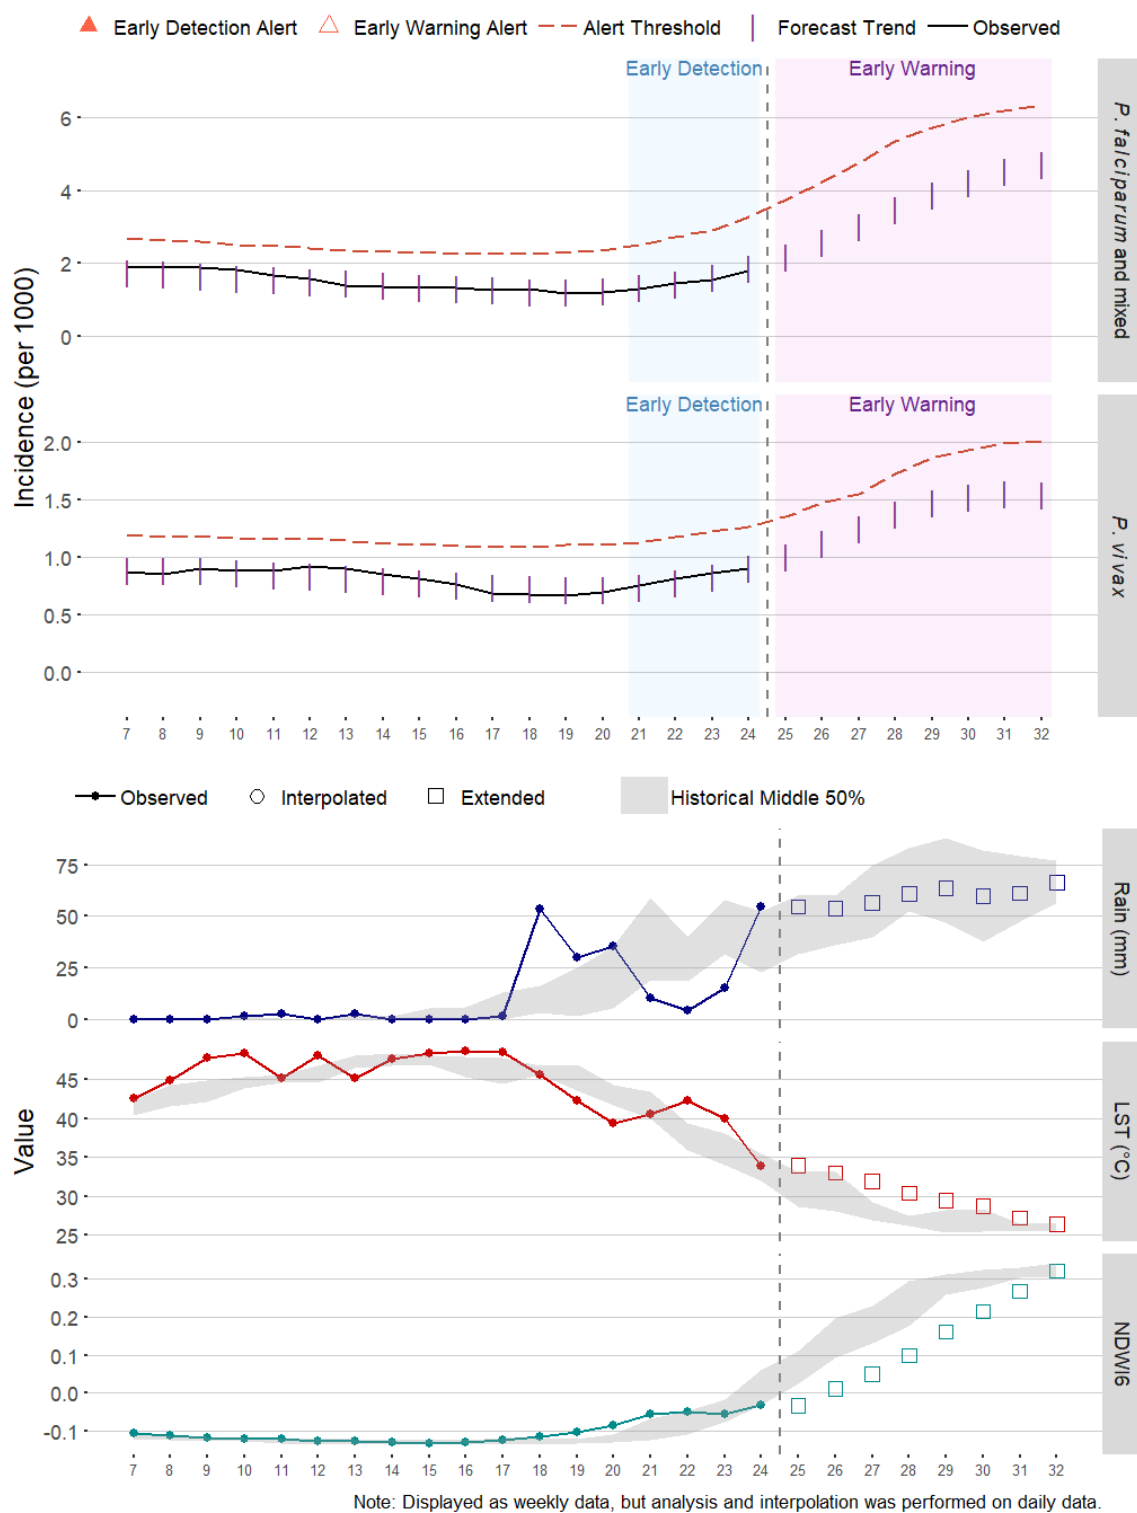 Early Detection Alert Early Warning Alert Alert Threshold Forecast Trend Observed
Early Detection Early Warning
6
4
2
0
P. falciparum and mixed
Early Detection Early Warning
2.0
1.5
1.0
0.5
0.0
P. vivax
Incidence (per 1000)
7 8 9 10 11 12 13 14 15 16 17 18 19 20 21 22 23 24 25 26 27 28 29 30 31 32
Observed Interpolated Extended Historical Middle 50%
75
50
25
0
Rain (mm)
45
40
35
30
25
LST (°C)
Value
0.3
0.2
0.1
0.0
-0.1
NDWI6
7 8 9 10 11 12 13 14 15 16 17 18 19 20 21 22 23 24 25 26 27 28 29 30 31 32
Note: Displayed as weekly data, but analysis and interpolation was performed on daily data.